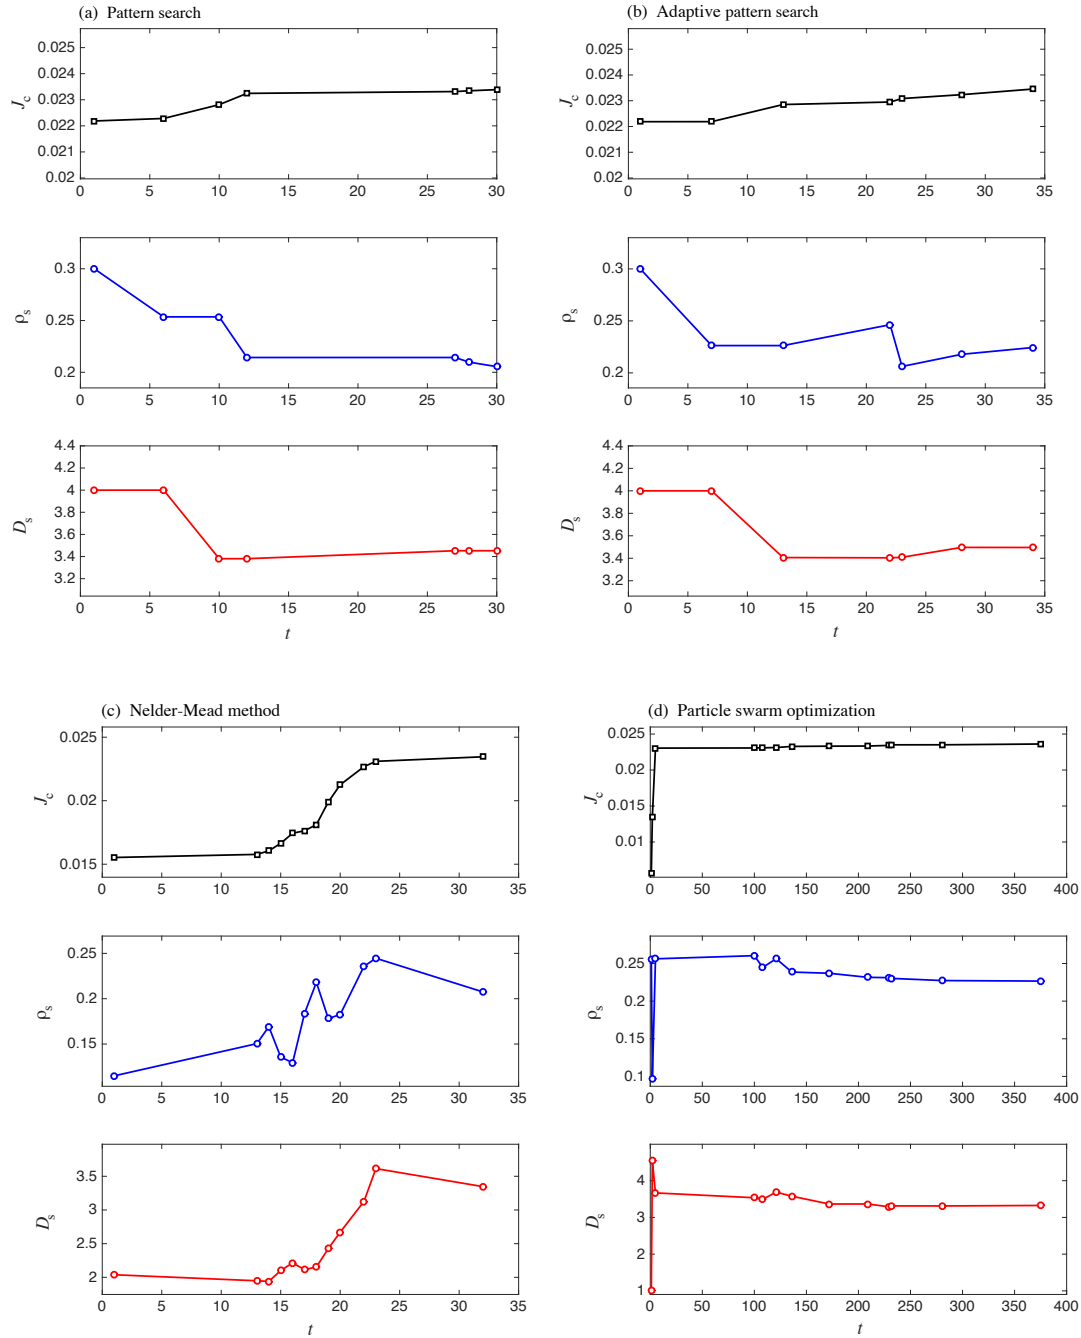 (a) Pattern search
0.025
0.024
0.023
0.022
0.021
0.02
J_c
0 5 10 15 20 25 30
0.3
0.25
0.2
ρ_s
0 5 10 15 20 25 30
4.4
4.2
4
3.8
3.6
3.4
3.2
D_s
0 5 10 15 20 25 30
t
(b) Adaptive pattern search
0.025
0.024
0.023
0.022
0.021
0.02
J_c
0 5 10 15 20 25 30 35
0.3
0.25
0.2
ρ_s
0 5 10 15 20 25 30 35
4.4
4.2
4
3.8
3.6
3.4
3.2
D_s
0 5 10 15 20 25 30 35
t
(c) Nelder-Mead method
0.025
0.02
0.015
J_c
0 5 10 15 20 25 30 35
0.25
0.2
0.15
ρ_s
0 5 10 15 20 25 30 35
3.5
3
2.5
2
D_s
0 5 10 15 20 25 30 35
t
(d) Particle swarm optimization
0.025
0.02
0.015
0.01
J_c
0 50 100 150 200 250 300 350 400
0.25
0.2
0.15
0.1
ρ_s
0 50 100 150 200 250 300 350 400
4
3
2
1
D_s
0 50 100 150 200 250 300 350 400
t